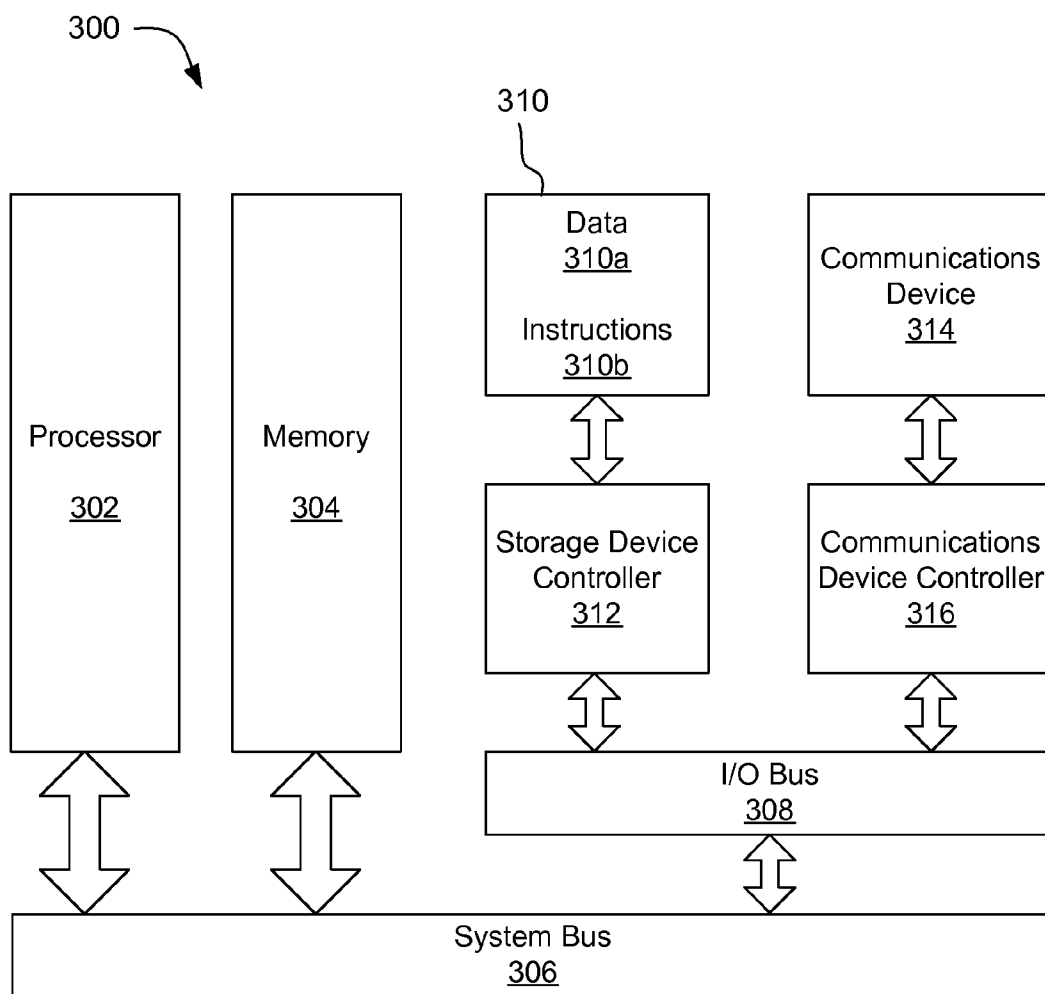 300
310
Data
310a
Instructions
310b
Communications
Device
314
Processor
302
Memory
304
Storage Device
Controller
312
Communications
Device Controller
316
I/O Bus
308
System Bus
306